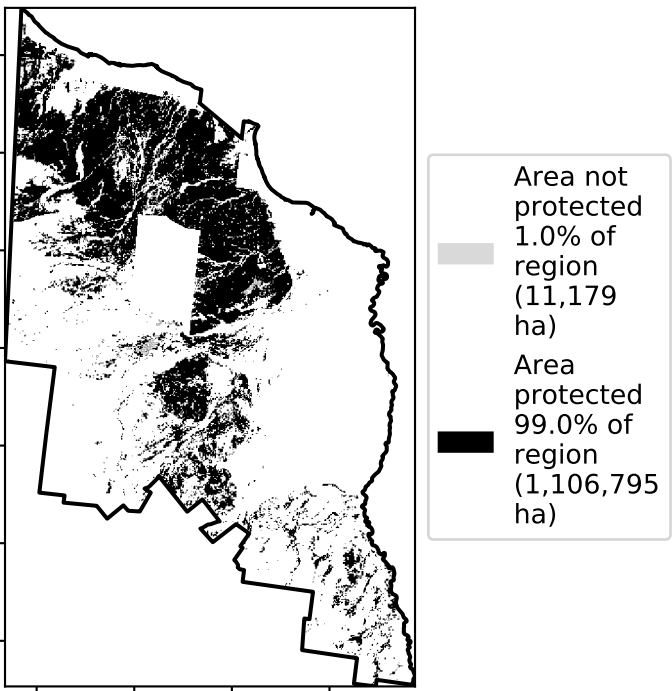 Area not
protected
1.0% of
region
(11,179
ha)
Area
protected
99.0% of
region
(1,106,795
ha)